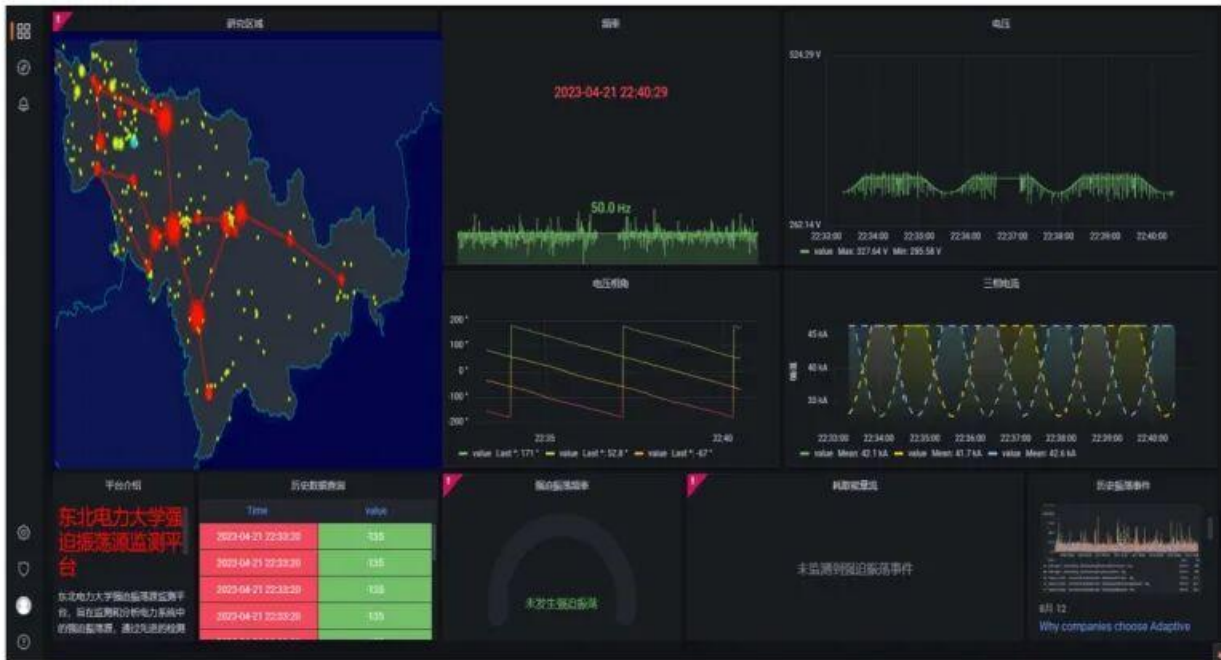 研究区域
频率
2023-04-21 22:40:29
50.0 Hz
电压
524.29 V
262.14 V
22:33:00 22:34:00 22:35:00 22:36:00 22:37:00 22:38:00 22:39:00 22:40:00
value Max: 327.64 V Min: 295.58 V
电压相角
200°
100°
0°
-100°
-200°
22:35 22:40
value Last *: 171° value Last *: 52.8° value Last *: -67°
三相电流
45 kA
40 kA
35 kA
22:33:00 22:34:00 22:35:00 22:36:00 22:37:00 22:38:00 22:39:00 22:40:00
value Mean: 42.1 kA value Mean: 41.7 kA value Mean: 42.6 kA
平台介绍
东北电力大学强
迫振荡源监测平
台
东北电力大学强迫振荡源监测平
台，旨在监测和分析电力系统中
的强迫振荡源，通过先进的检测
历史数据查询
Time value
2023-04-21 22:33:20 -135
2023-04-21 22:33:20 -135
2023-04-21 22:33:20 -135
2023-04-21 22:33:20 -135
强迫振荡频率
未发生强迫振荡
耗散能量流
未监测到强迫振荡事件
历史振荡事件
8月 12
Why companies choose Adaptive